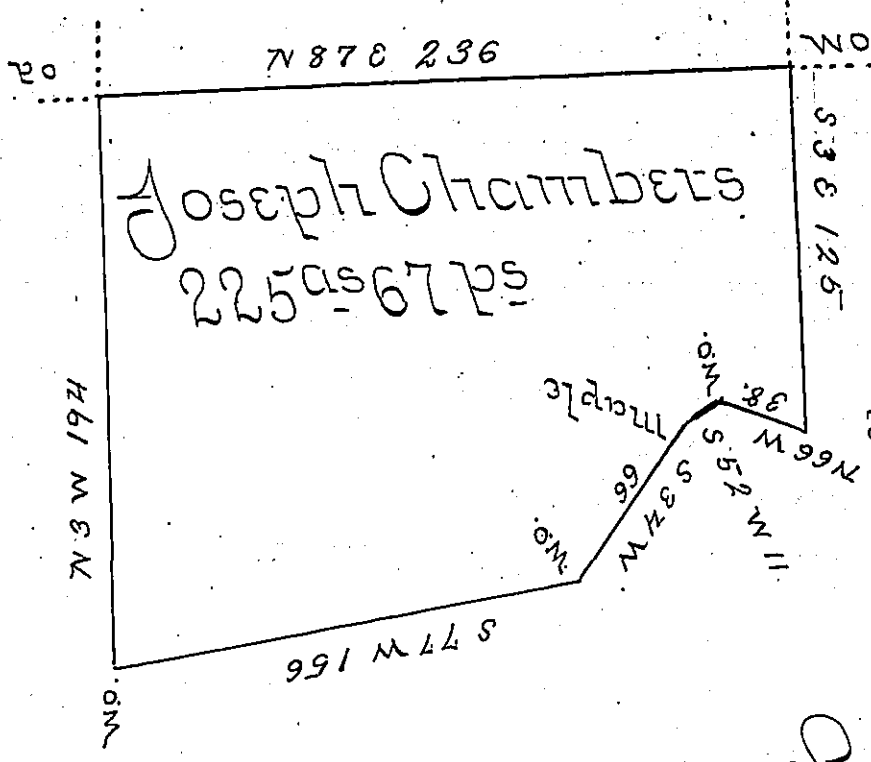 N 87 E 236
Joseph Chambers
225as 67 ps
S 3 E 125
N 66 W 38.
W.O.
S 52 W 11
Maple
S 34 W 66
W.O.
S 77 W 156
W.O.
N 3 W 194